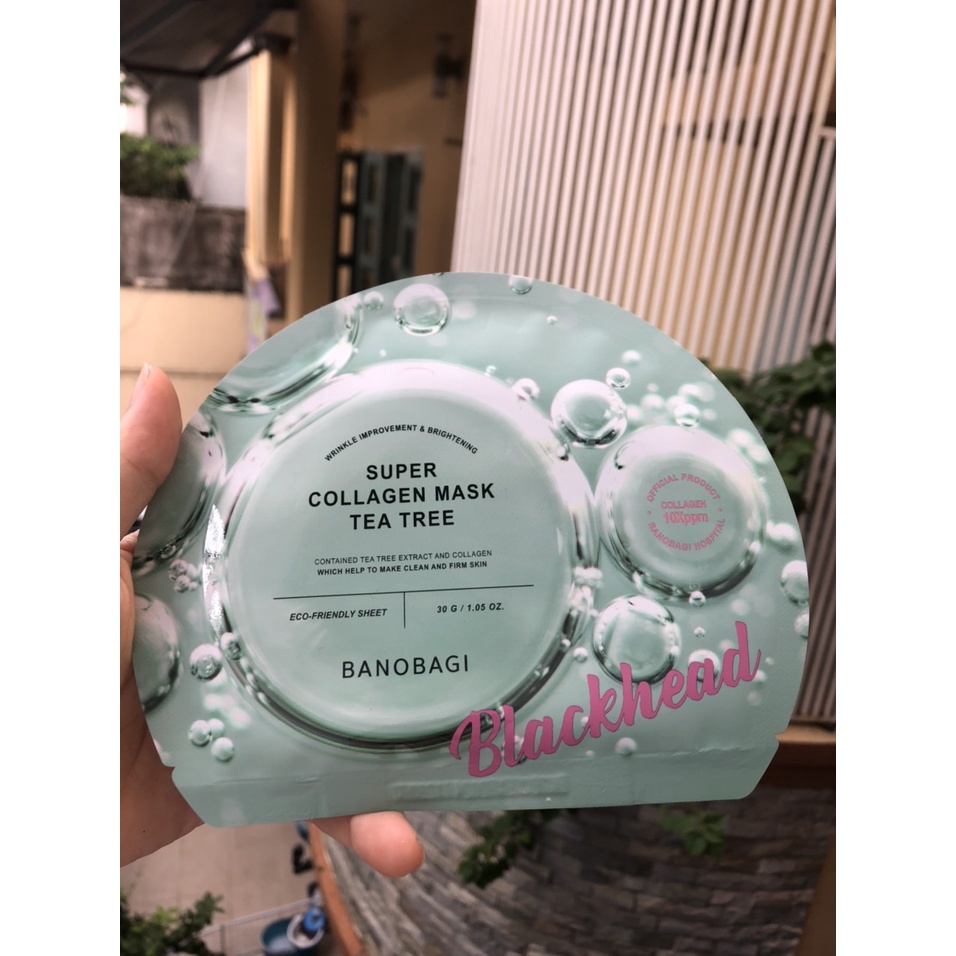 WRINKLE IMPROVEMENT & BRIGHTENING
SUPER
COLLAGEN MASK
TEA TREE
CONTAINED TEA TREE EXTRACT AND COLLAGEN
WHICH HELP TO MAKE CLEAN AND FIRM SKIN
ECO-FRIENDLY SHEET
30 G / 1.05 OZ.
BANOBAGI
OFFICIAL PRODUCT
COLLAGEN
10Xppm
BANOBAGI HOSPITAL
Blackhead